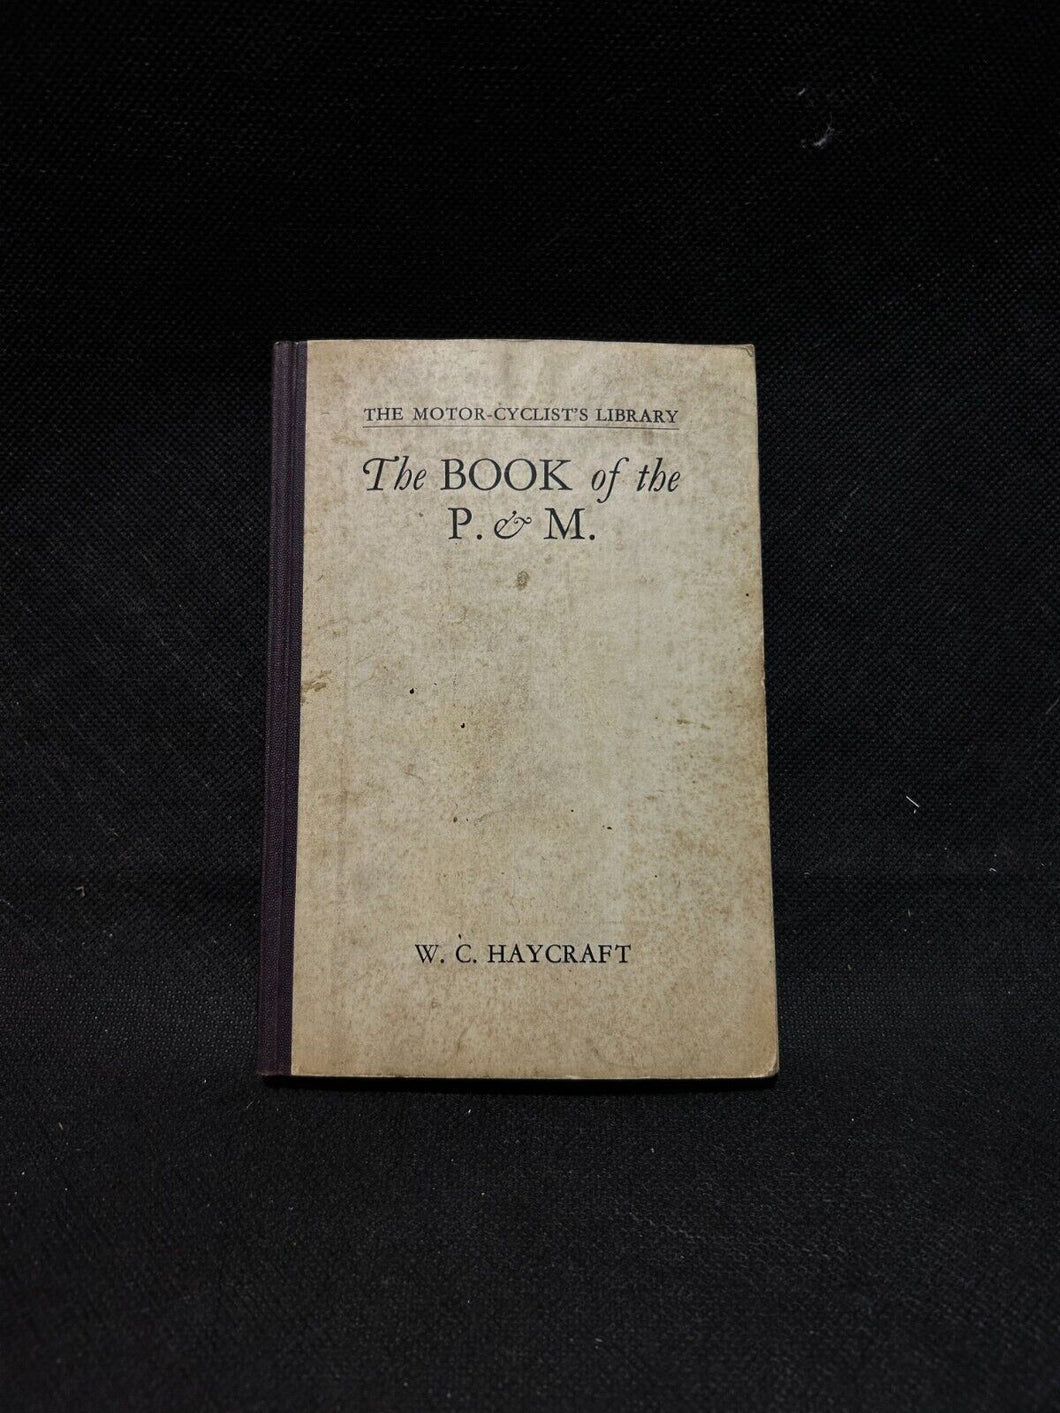 THE MOTOR-CYCLIST'S LIBRARY
The BOOK of the
P. & M.
W. C. HAYCRAFT